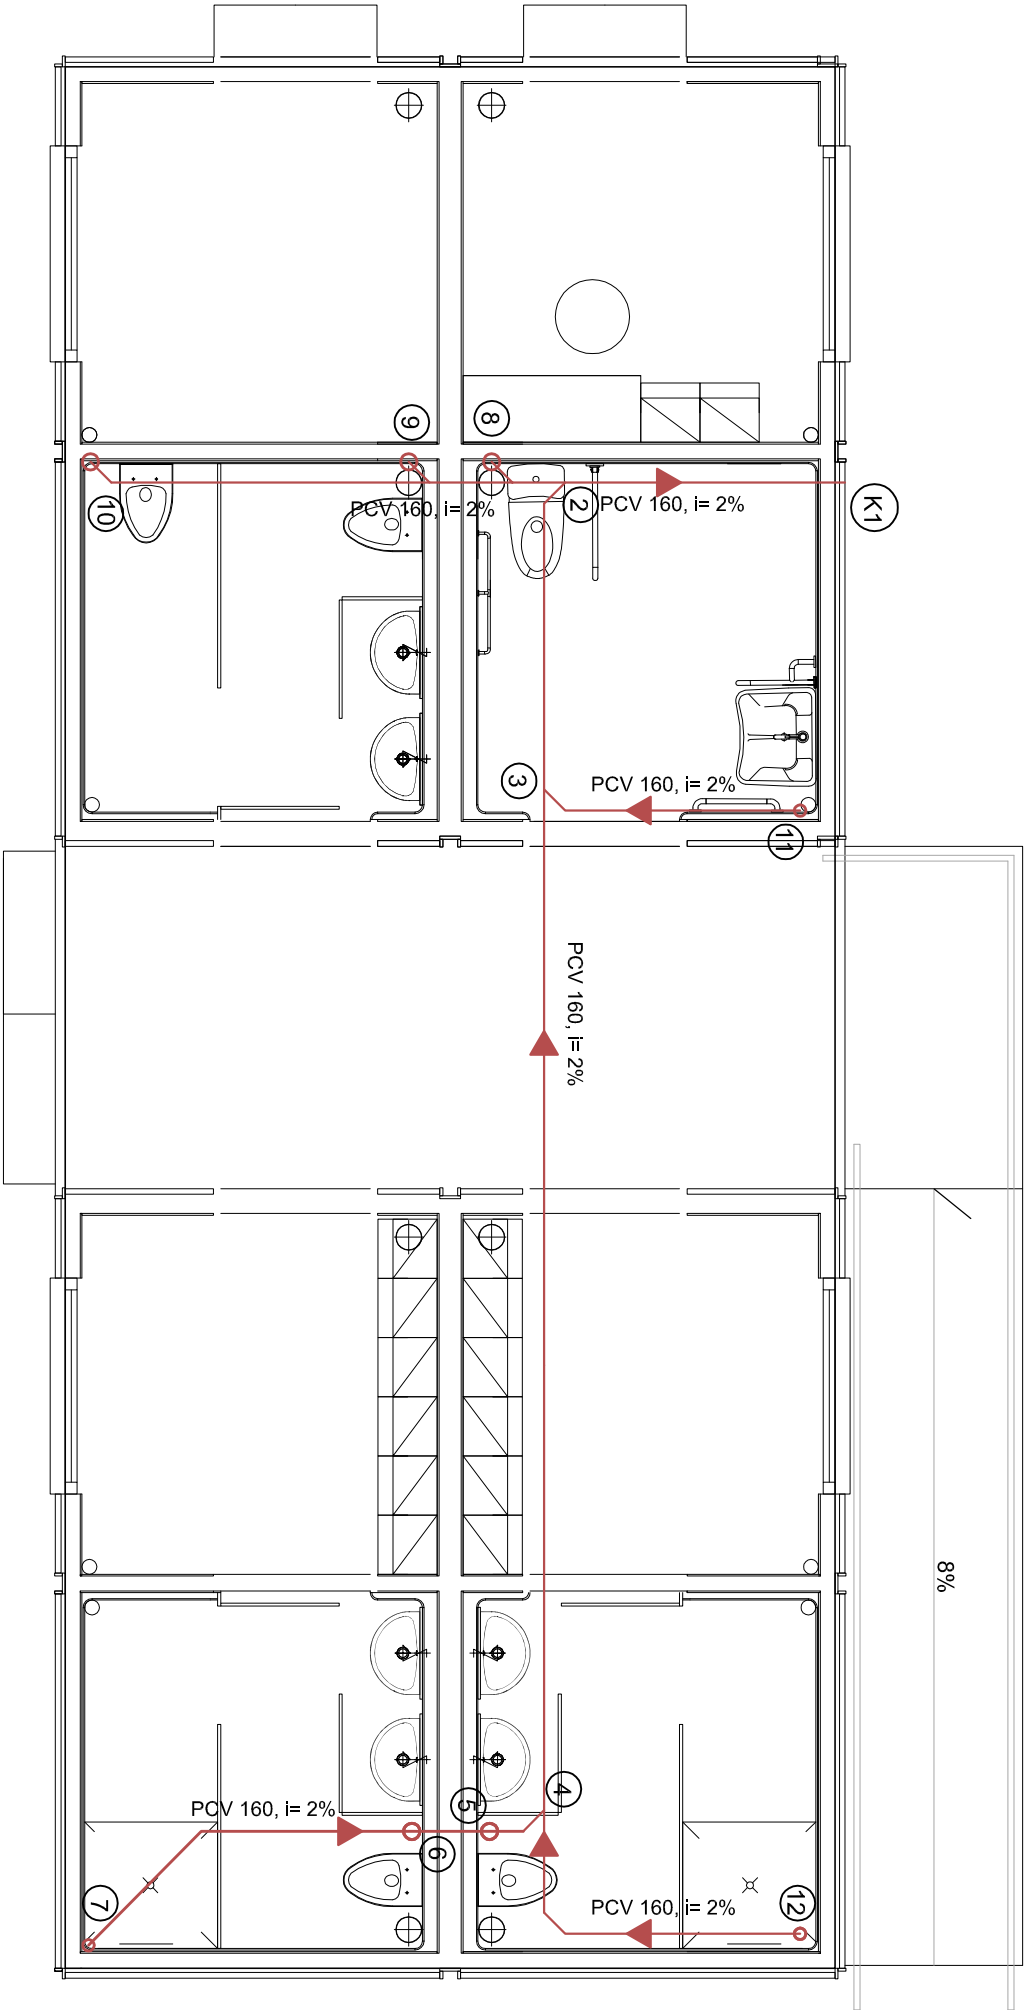 9
8
10
PCV 160, i= 2%
2
PCV 160, i= 2%
K1
3
PCV 160, i= 2%
11
PCV 160, i= 2%
8%
4
5
PCV 160, i= 2%
6
7
PCV 160, i= 2%
12